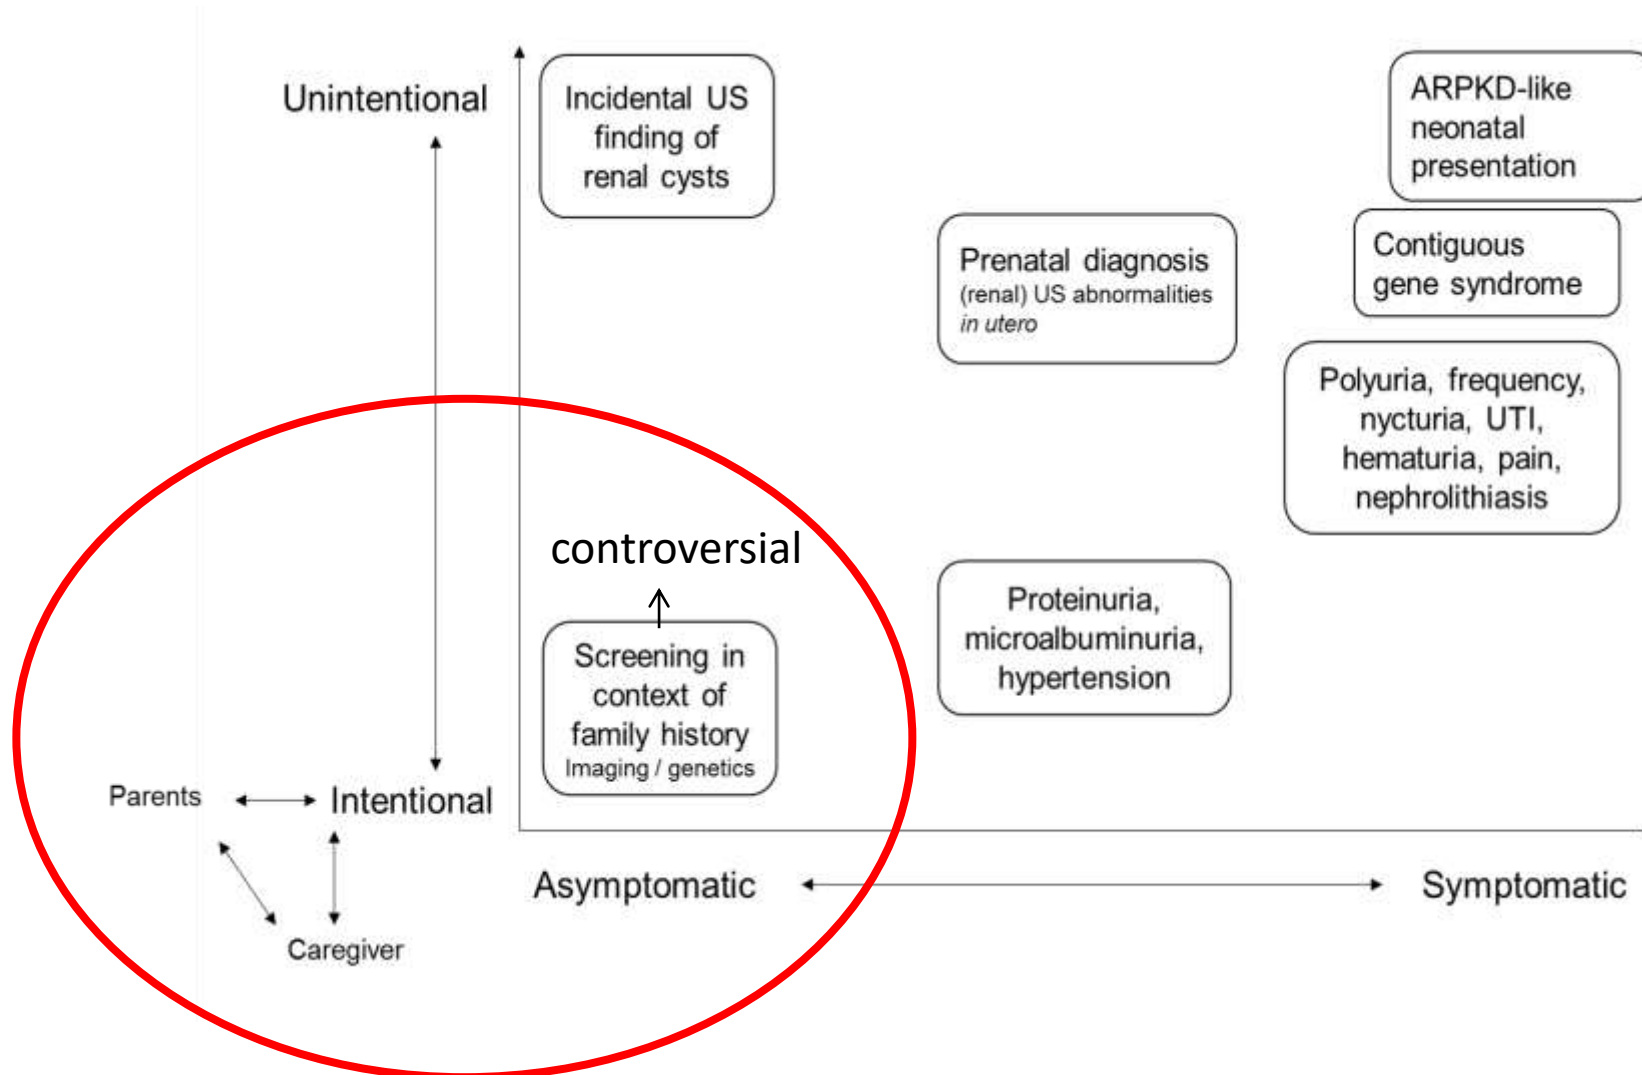 Unintentional
Incidental US
finding of
renal cysts
ARPKD-like
neonatal
presentation
Prenatal diagnosis
(renal) US abnormalities
in utero
Contiguous
gene syndrome
Polyuria, frequency,
nycturia, UTI,
hematuria, pain,
nephrolithiasis
controversial
Screening in
context of
family history
Imaging / genetics
Proteinuria,
microalbuminuria,
hypertension
Parents
Intentional
Caregiver
Asymptomatic
Symptomatic